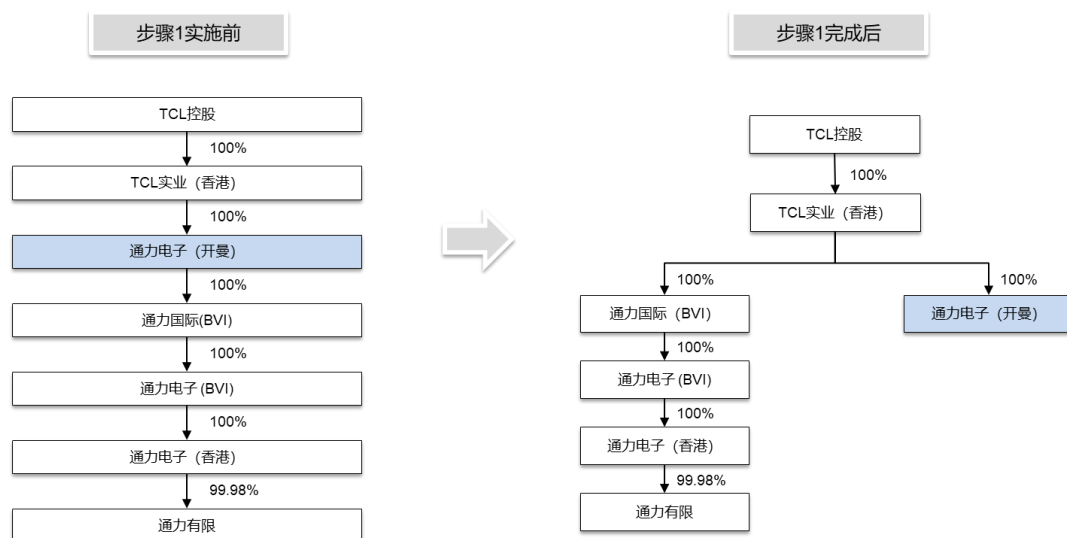 步骤1实施前
TCL控股
100%
TCL实业（香港）
100%
通力电子（开曼）
100%
通力国际(BVI)
100%
通力电子(BVI)
100%
通力电子（香港）
99.98%
通力有限
步骤1完成后
TCL控股
100%
TCL实业（香港）
100%
100%
通力国际（BVI）
通力电子（开曼）
100%
通力电子(BVI)
100%
通力电子（香港）
99.98%
通力有限